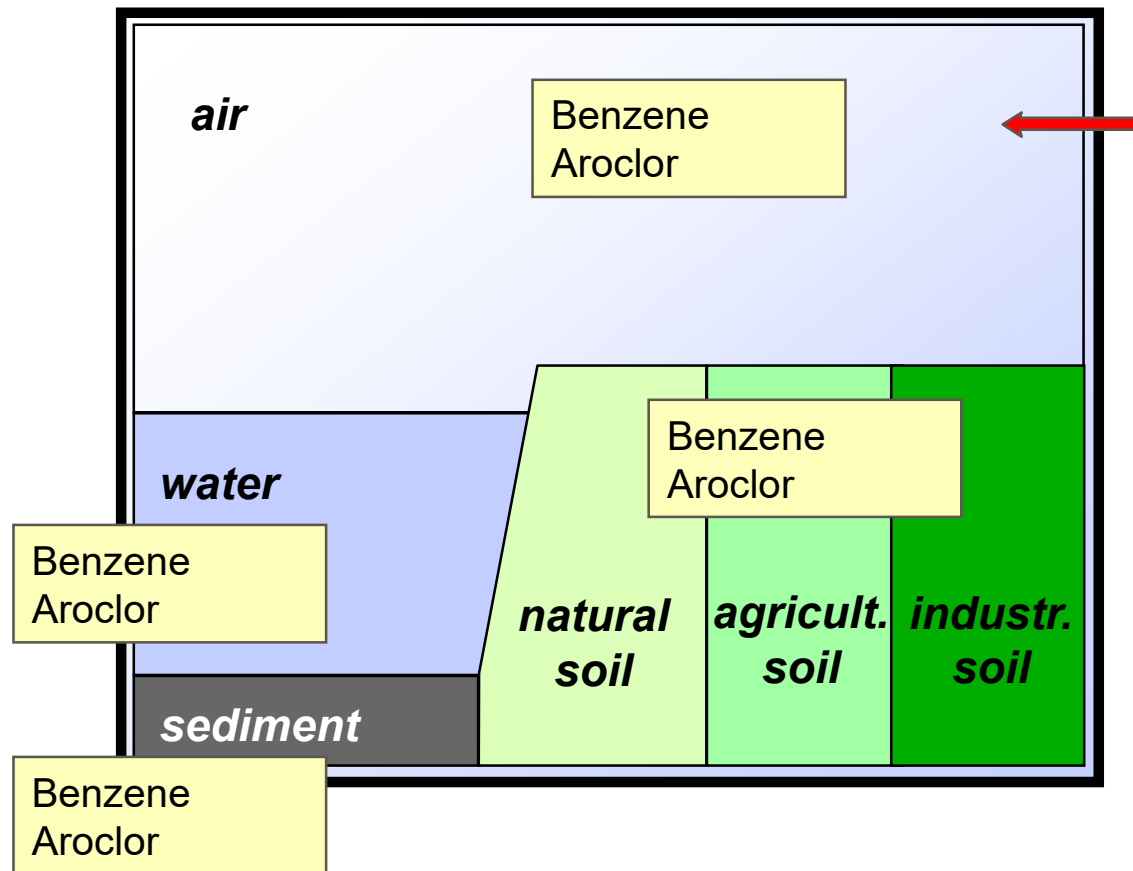 air
Benzene
Aroclor
water
Benzene
Aroclor
Benzene
Aroclor
natural
soil
agricult.
soil
industr.
soil
sediment
Benzene
Aroclor